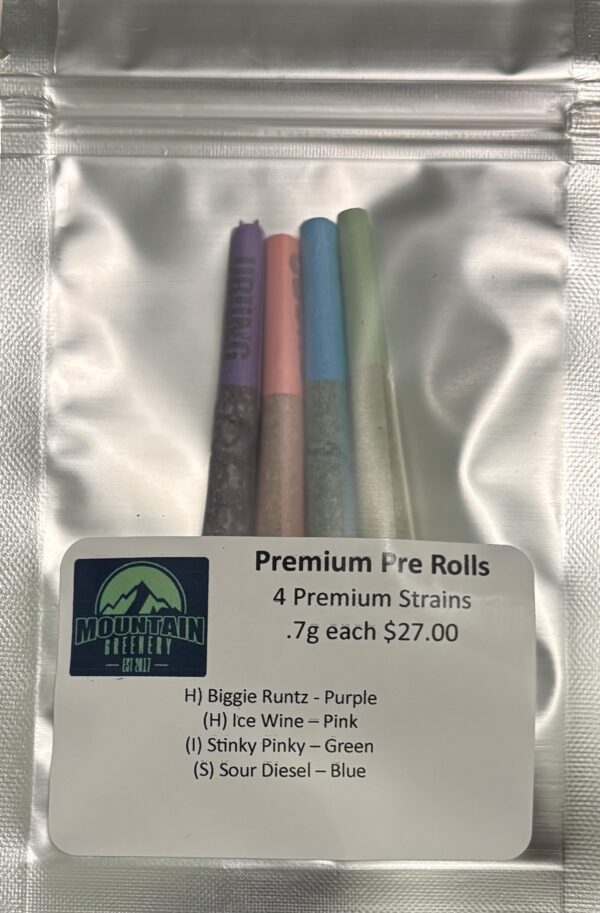 URUNG
Premium Pre Rolls
4 Premium Strains
.7g each $27.00
MOUNTAIN
GREENERY
EST 2017
H) Biggie Runtz - Purple
(H) Ice Wine – Pink
(I) Stinky Pinky – Green
(S) Sour Diesel – Blue